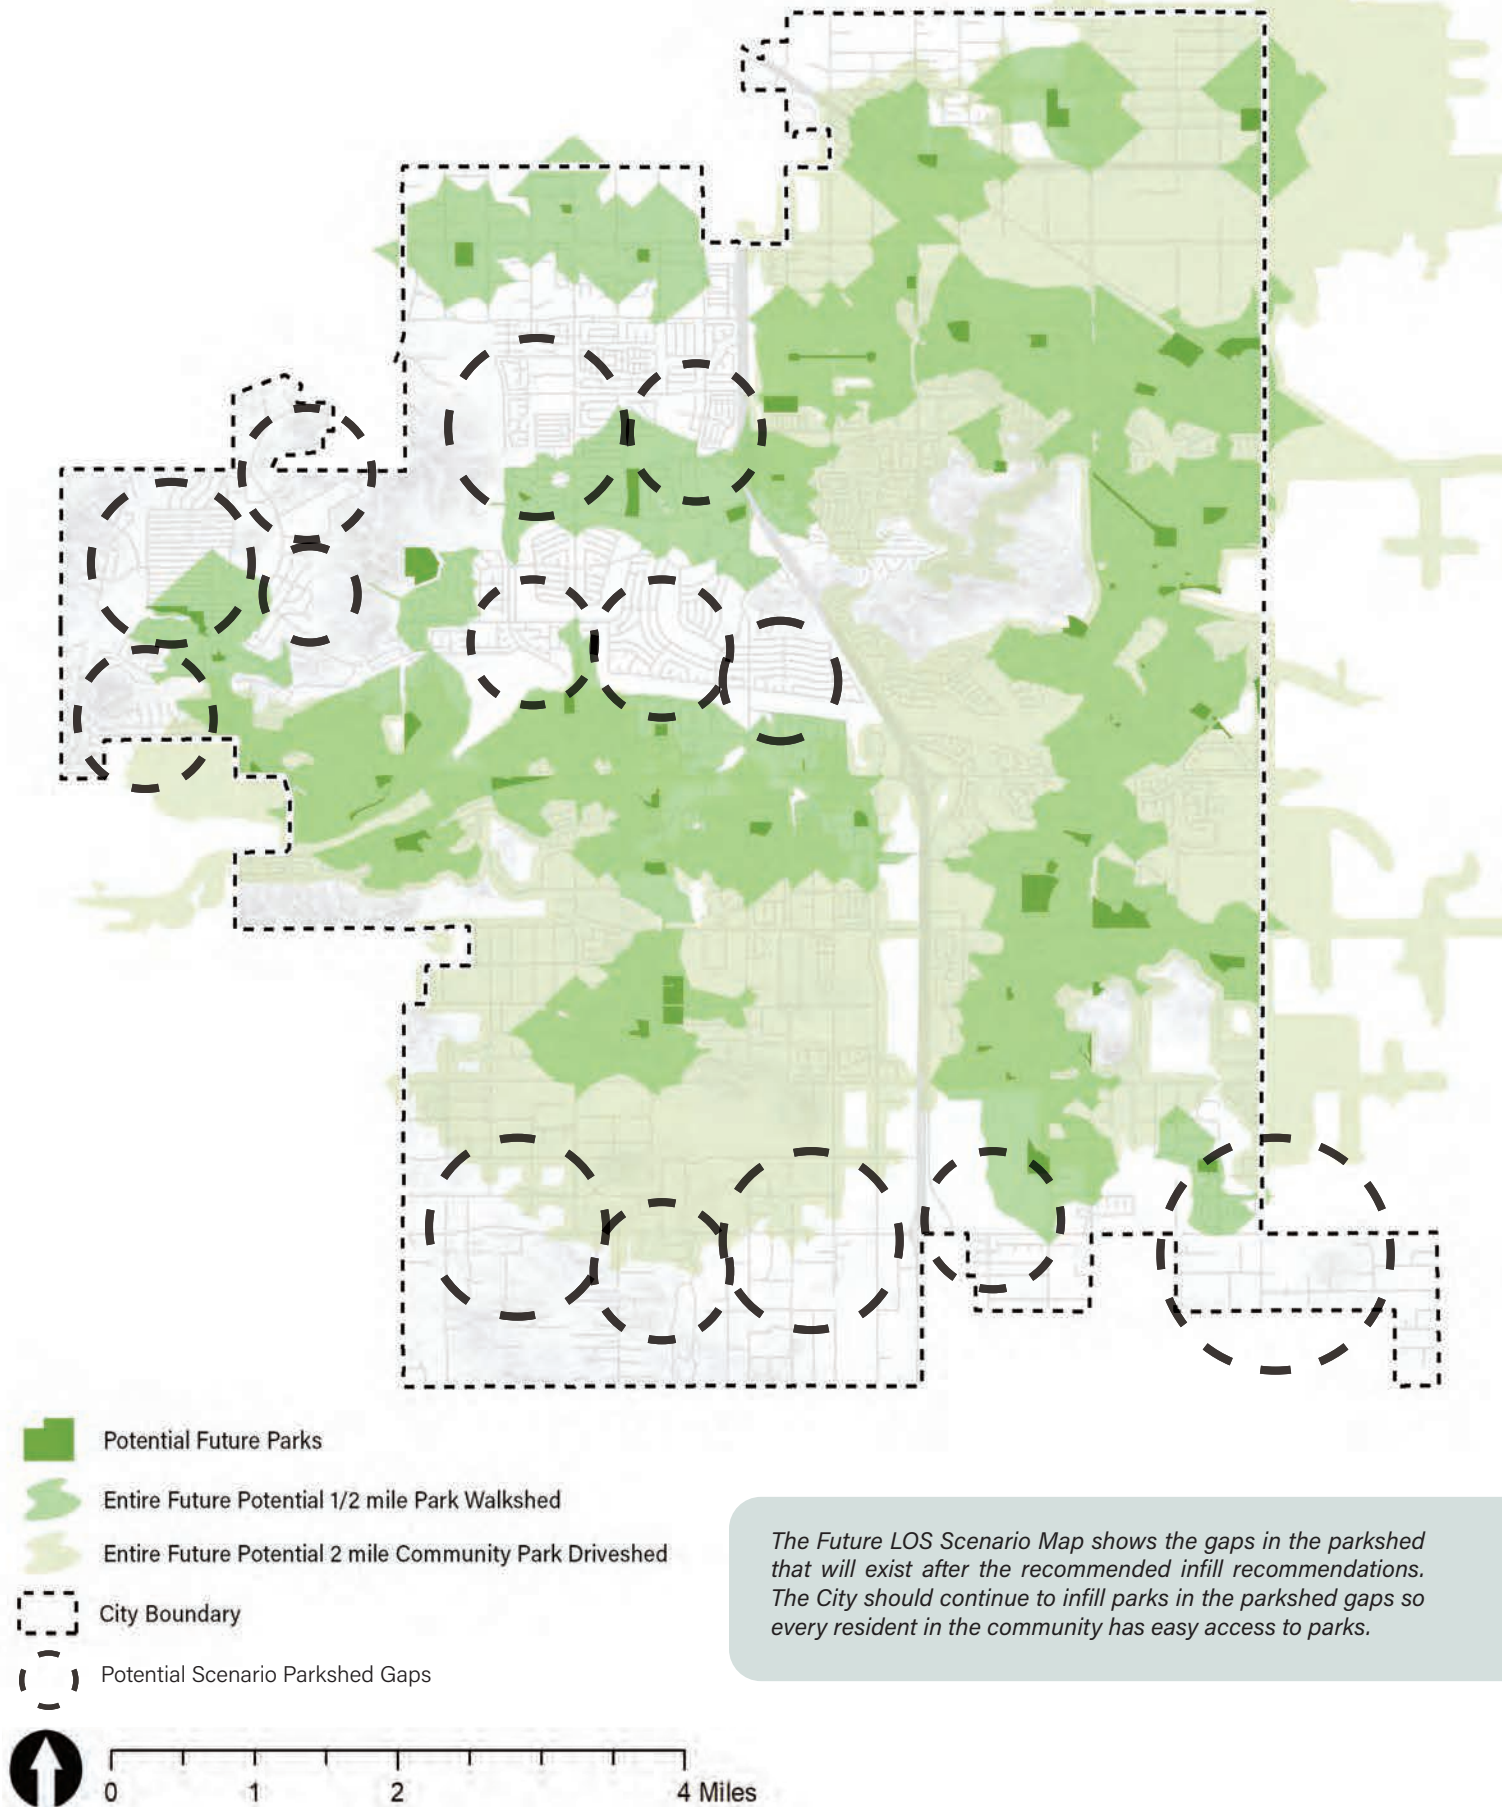 Potential Future Parks
Entire Future Potential 1/2 mile Park Walkshed
Entire Future Potential 2 mile Community Park Driveshed
City Boundary
Potential Scenario Parkshed Gaps
0 1 2 4 Miles
The Future LOS Scenario Map shows the gaps in the parkshed
that will exist after the recommended infill recommendations.
The City should continue to infill parks in the parkshed gaps so
every resident in the community has easy access to parks.